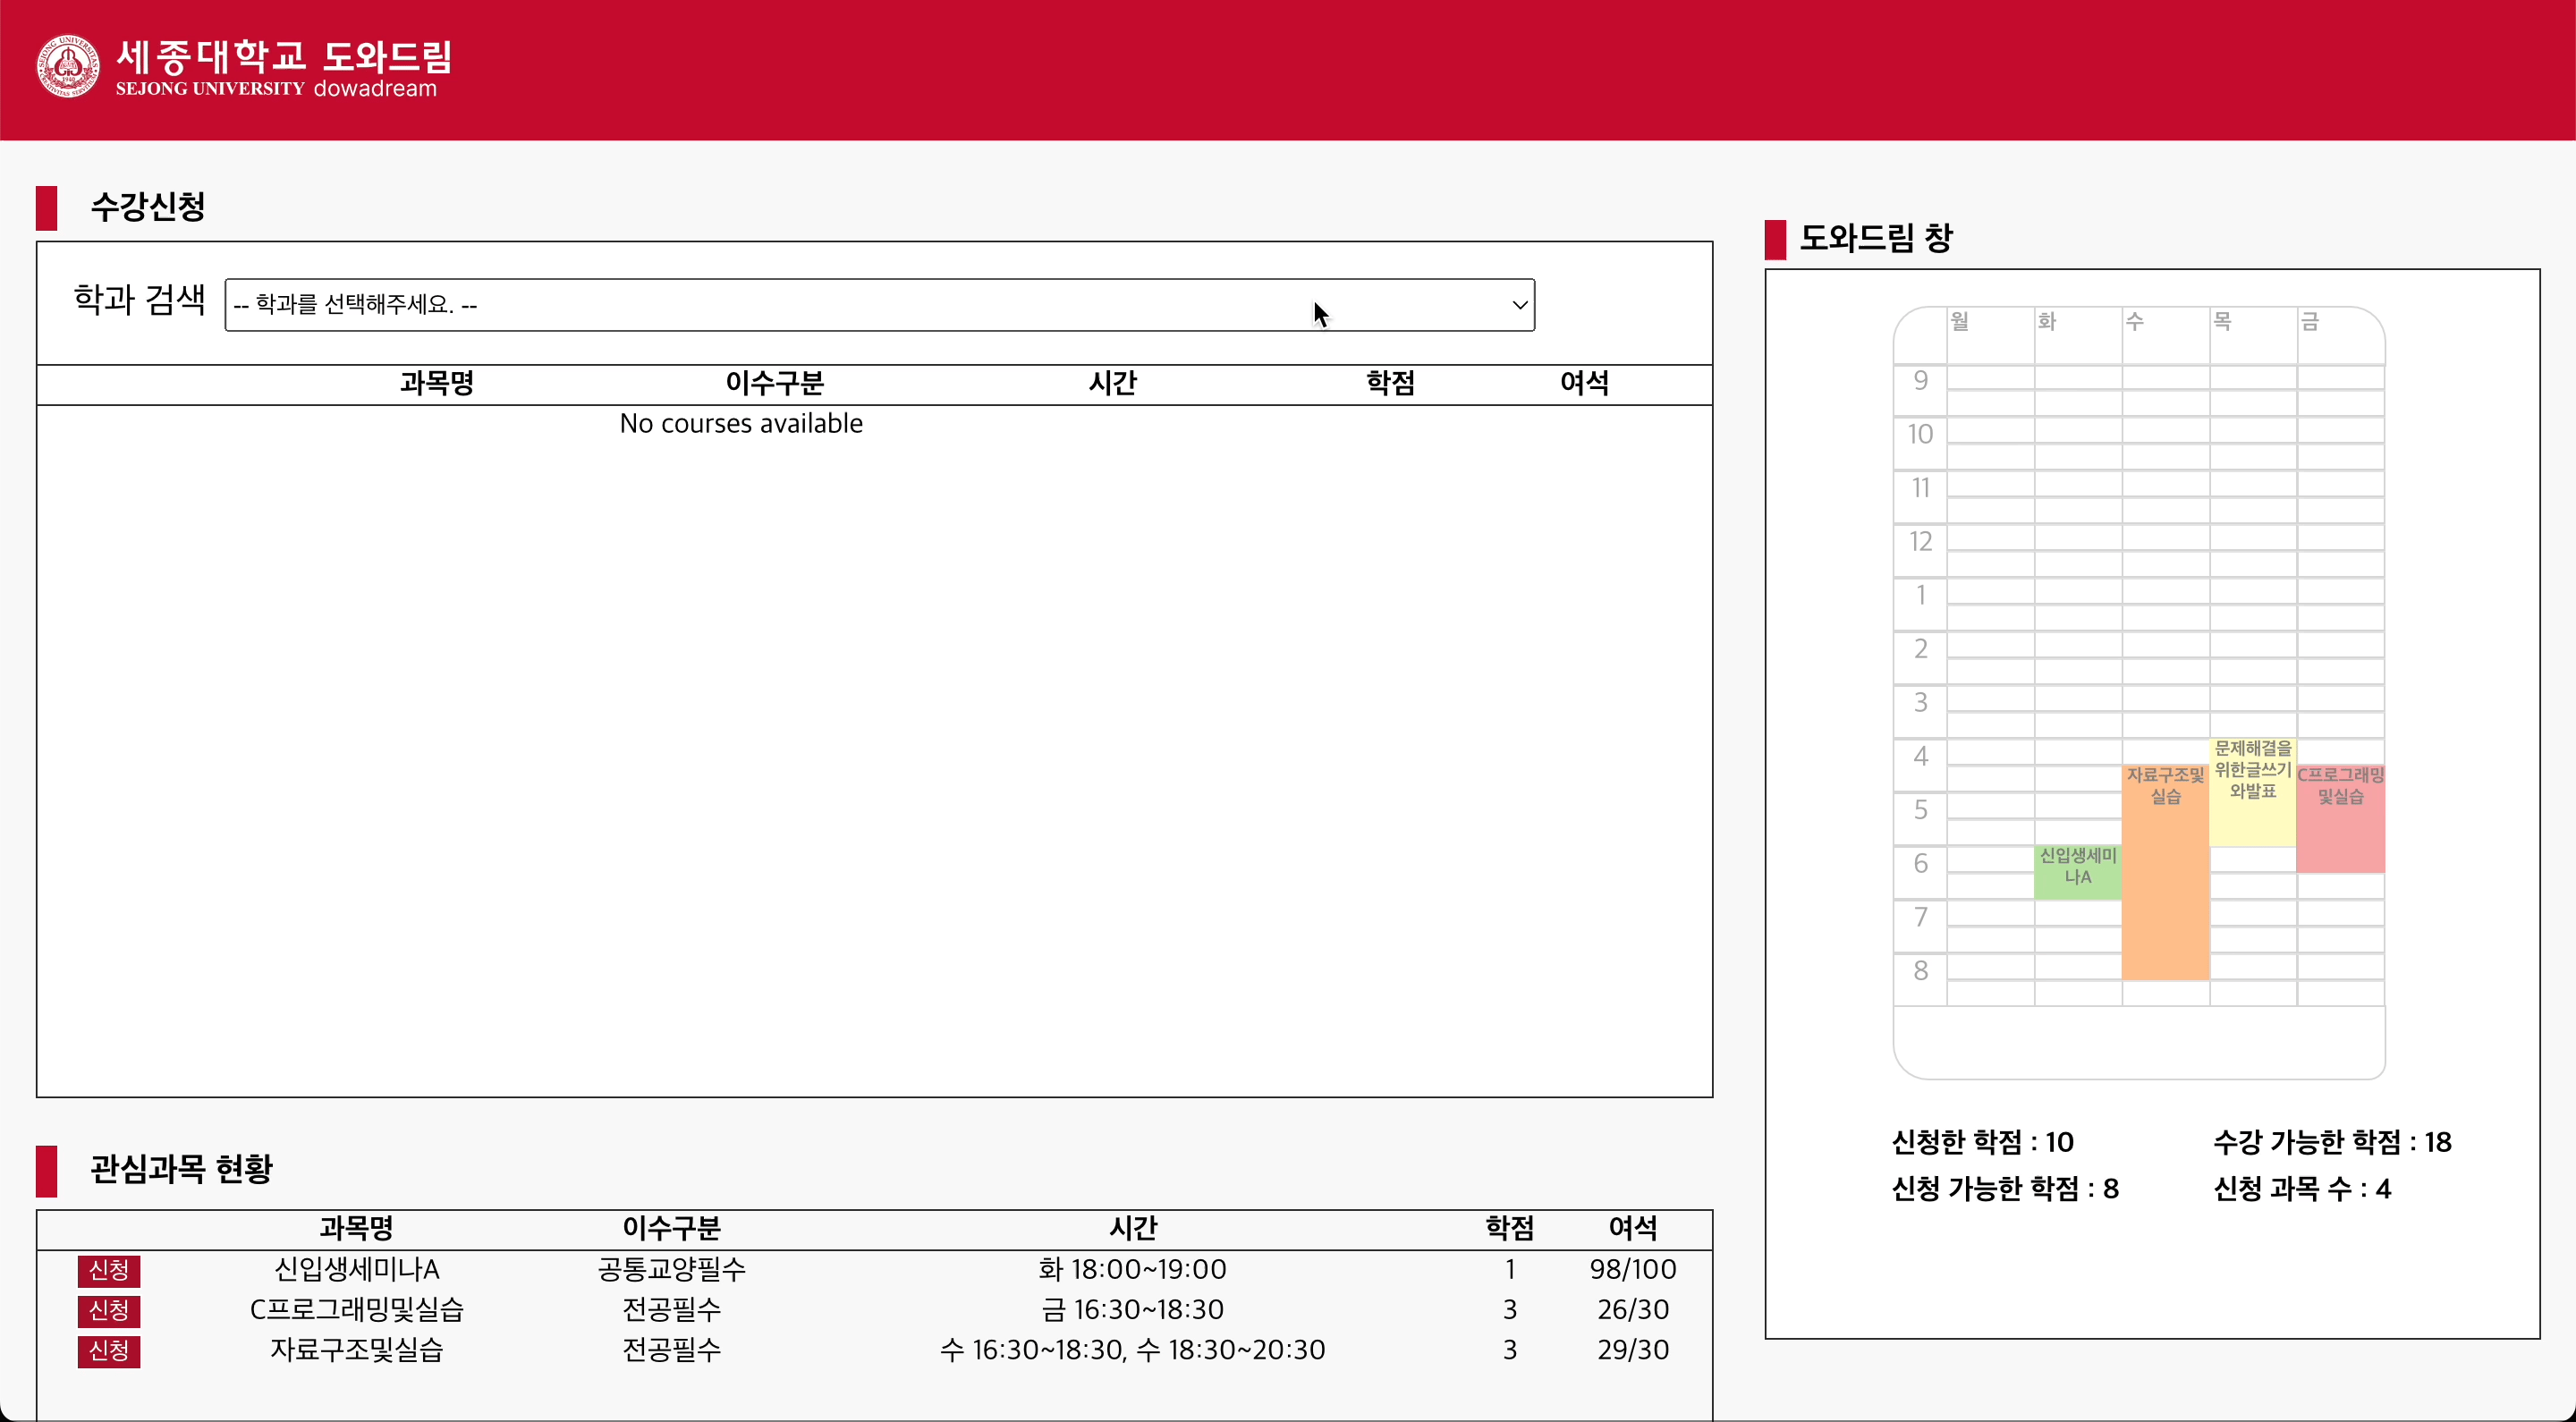 세종대학교 도와드림
SEJONG UNIVERSITY dowadream
수강신청
학과 검색 -- 학과를 선택해주세요. --
과목명 이수구분 시간 학점 여석
No courses available
관심과목 현황
과목명 이수구분 시간 학점 여석
신청 신입생세미나A 공통교양필수 화 18:00~19:00 1 98/100
신청 C프로그래밍및실습 전공필수 금 16:30~18:30 3 26/30
신청 자료구조및실습 전공필수 수 16:30~18:30, 수 18:30~20:30 3 29/30
도와드림 창
월 화 수 목 금
9
10
11
12
1
2
3
4
5
6
7
8
신입생세미
나A
자료구조및
실습
문제해결을
위한글쓰기
와발표
C프로그래밍
및실습
신청한 학점 : 10 수강 가능한 학점 : 18
신청 가능한 학점 : 8 신청 과목 수 : 4